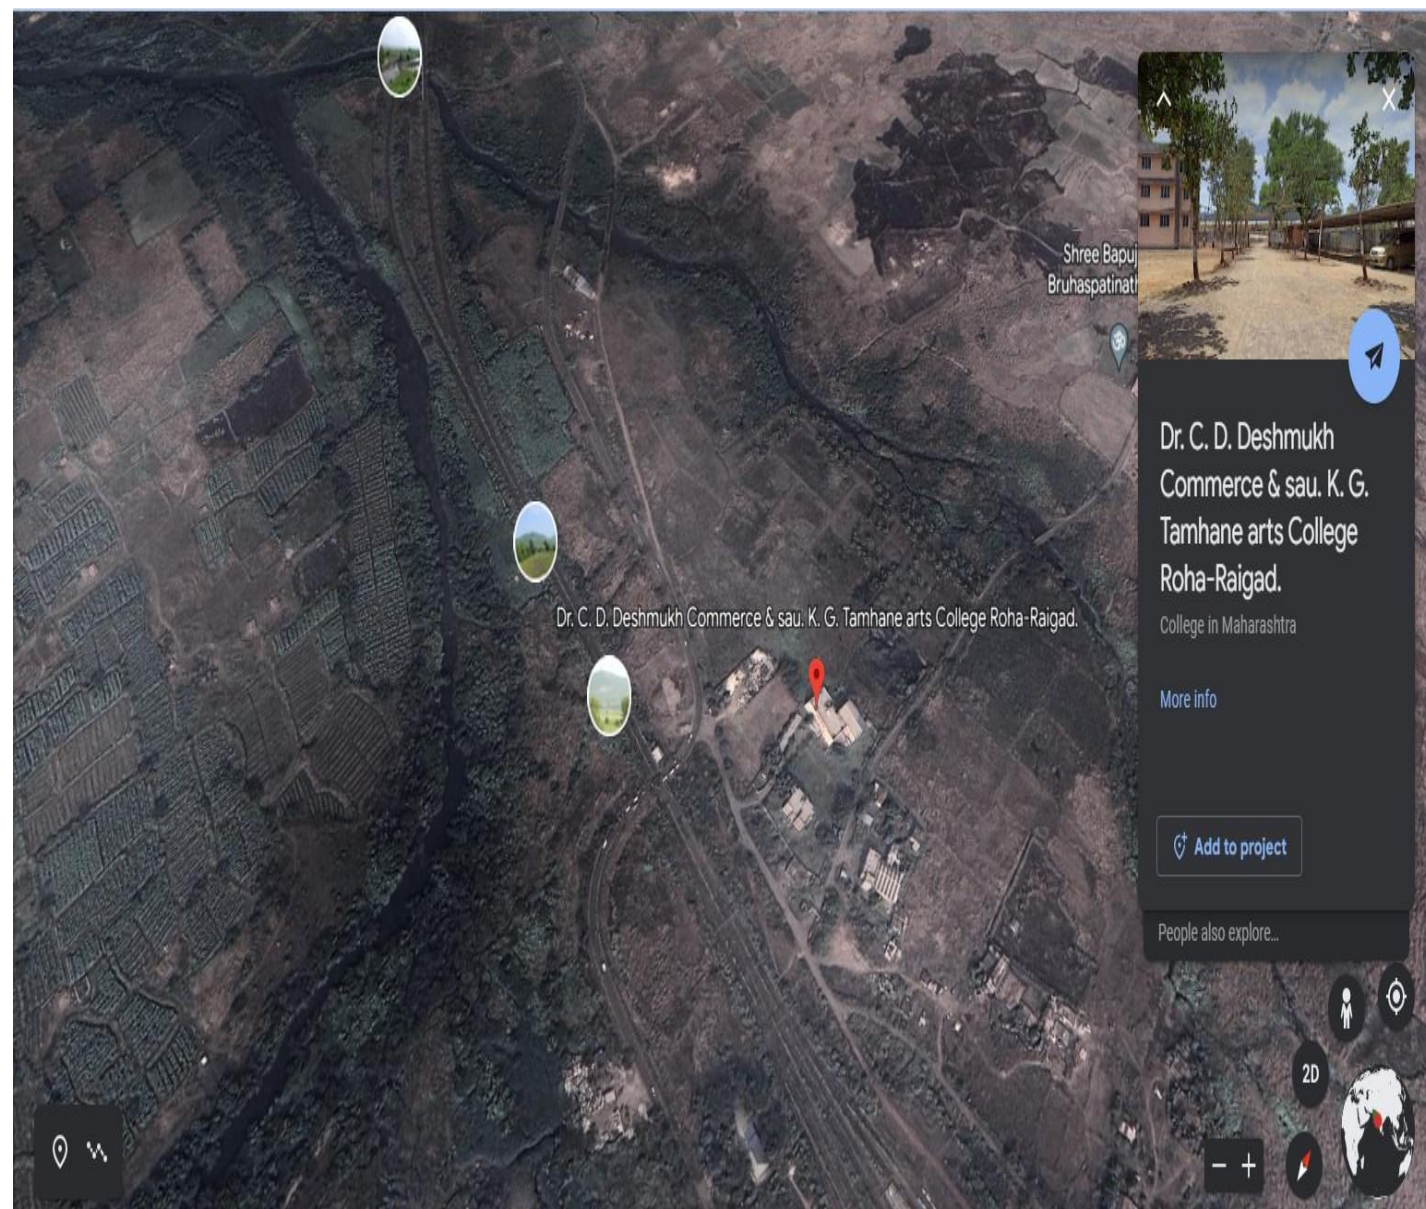 Shree Bapuj
Bruhaspatinath
Dr. C. D. Deshmukh Commerce & sau. K. G. Tamhane arts College Roha-Raigad.
Dr. C. D. Deshmukh
Commerce & sau. K. G.
Tamhane arts College
Roha-Raigad.
College in Maharashtra
More info
Add to project
People also explore...
2D